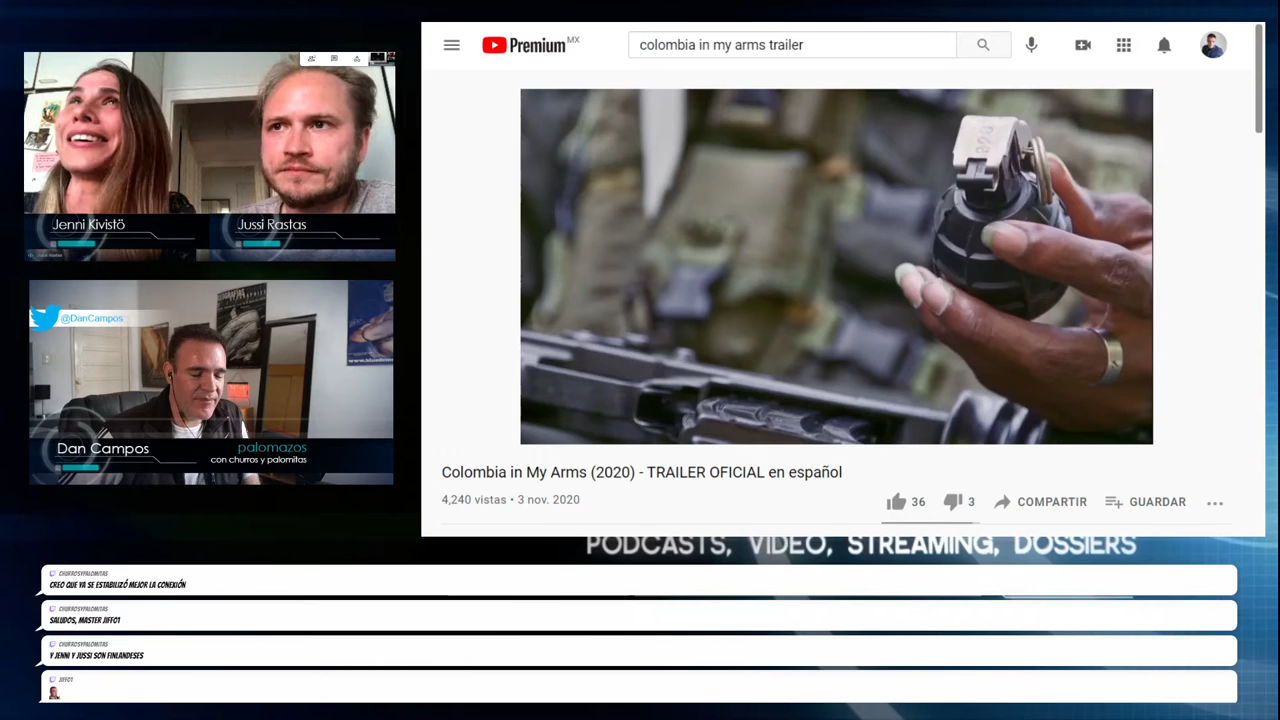 Premium MX
colombia in my arms trailer
Jenni Kivistö
Jussi Rastas
@DanCampos
Dan Campos
palomazos
con churros y palomitas
Colombia in My Arms (2020) - TRAILER OFICIAL en español
4,240 vistas • 3 nov. 2020
36
3
COMPARTIR
GUARDAR
PODCASTS, VIDEO, STREAMING, DOSSIERS
CHURROSYPALOMITAS
CREO QUE YA SE ESTABILIZÓ MEJOR LA CONEXIÓN
CHURROSYPALOMITAS
SALUDOS, MASTER JIFF01
CHURROSYPALOMITAS
Y JENNI Y JUSSI SON FINLANDESES
JIFF01